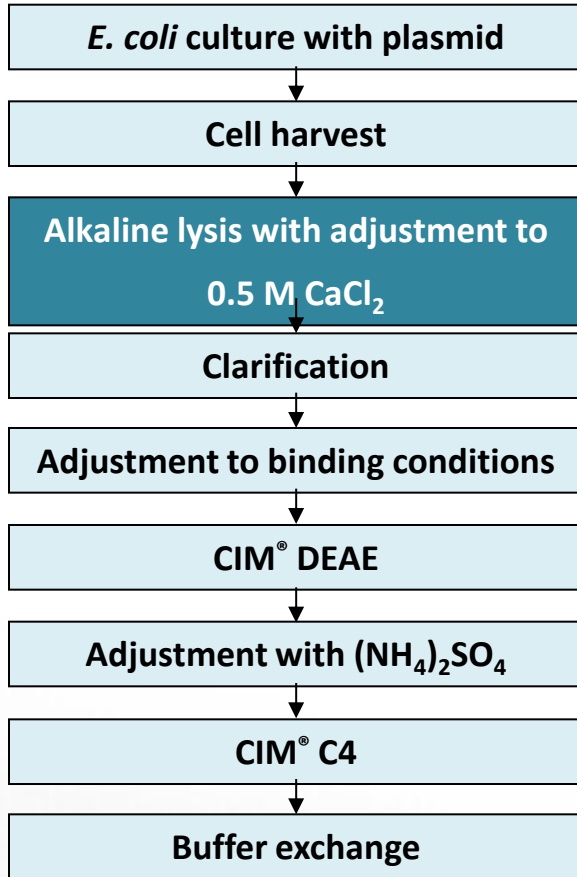 E. coli culture with plasmid
Cell harvest
Alkaline lysis with adjustment to
0.5 M CaCl₂
Clarification
Adjustment to binding conditions
CIM® DEAE
Adjustment with (NH₄)₂SO₄
CIM® C4
Buffer exchange